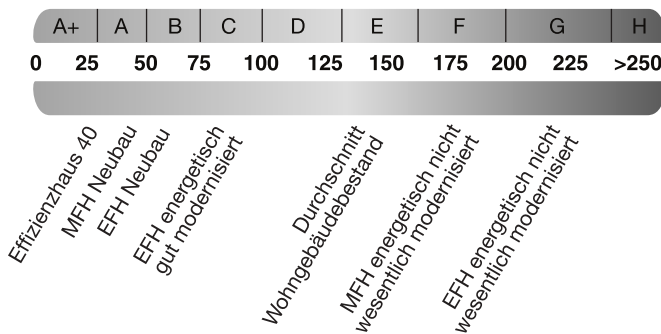 A+ A B C D E F G H
0 25 50 75 100 125 150 175 200 225 >250
Effizienzhaus 40
MFH Neubau
EFH Neubau
EFH energetisch
gut modernisiert
Durchschnitt
Wohngebäudebestand
MFH energetisch nicht
wesentlich modernisiert
EFH energetisch nicht
wesentlich modernisiert